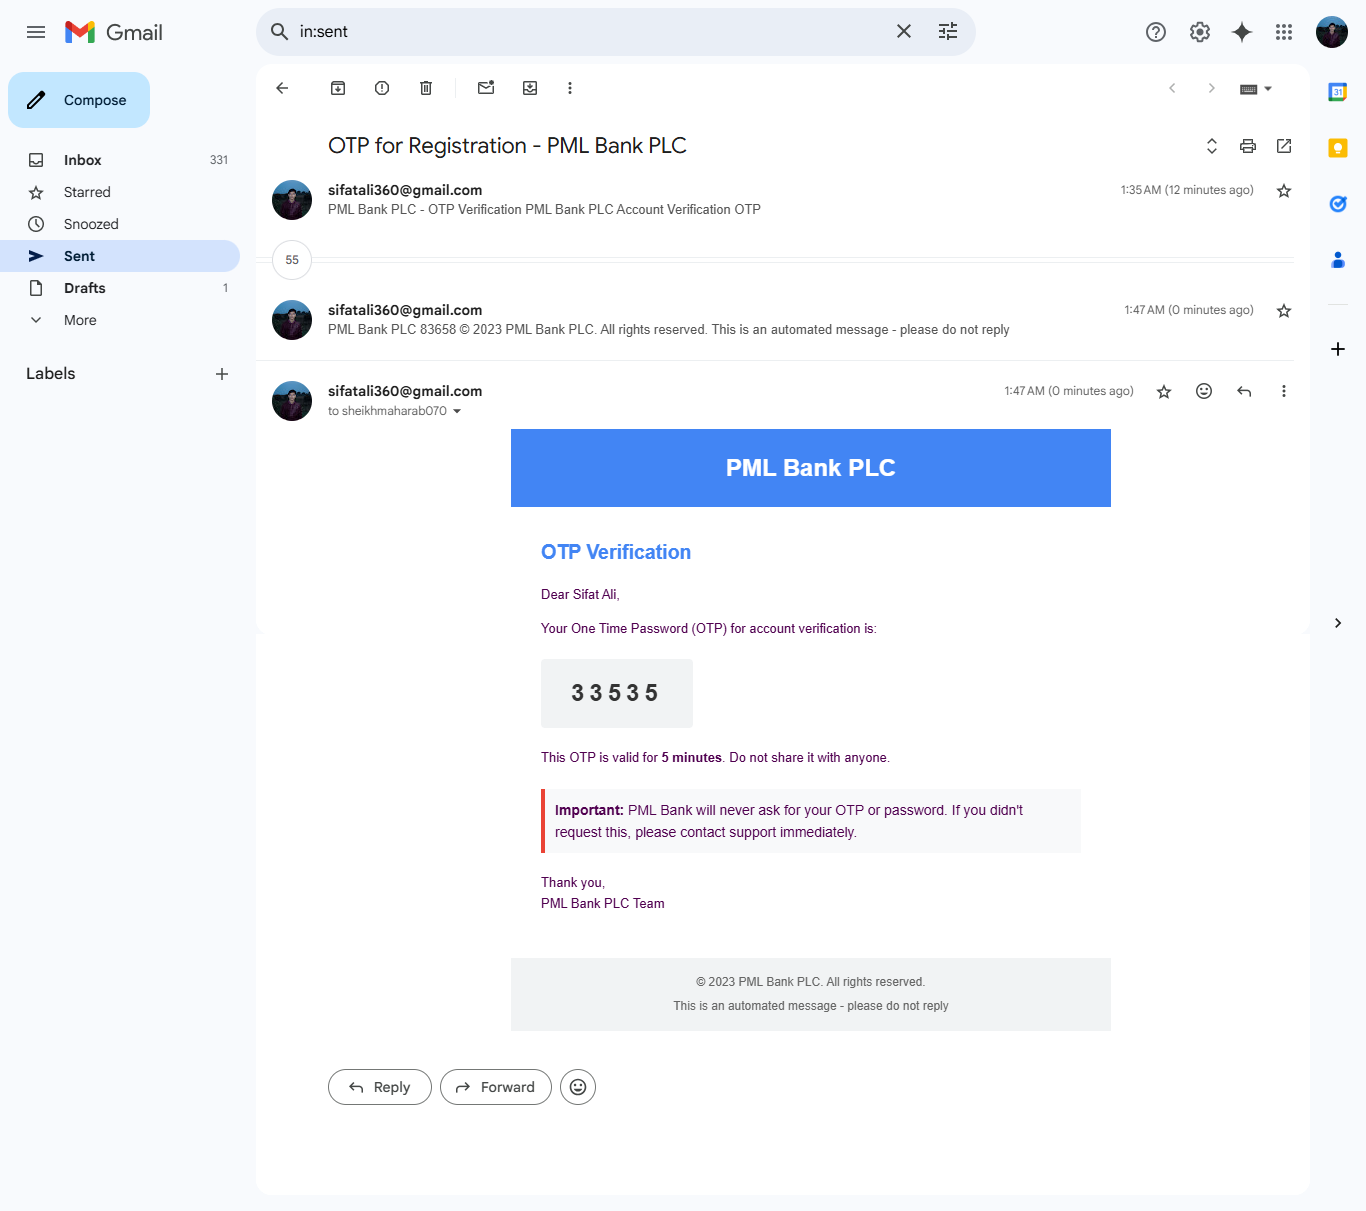 Gmail
in:sent
Compose
Inbox 331
Starred
Snoozed
Sent
Drafts 1
More
Labels
31
OTP for Registration - PML Bank PLC
sifatali360@gmail.com 1:35 AM (12 minutes ago)
PML Bank PLC - OTP Verification PML Bank PLC Account Verification OTP
55
sifatali360@gmail.com 1:47 AM (0 minutes ago)
PML Bank PLC 83658 © 2023 PML Bank PLC. All rights reserved. This is an automated message - please do not reply
sifatali360@gmail.com 1:47 AM (0 minutes ago)
to sheikhmaharab070
PML Bank PLC
OTP Verification
Dear Sifat Ali,
Your One Time Password (OTP) for account verification is:
33535
This OTP is valid for 5 minutes. Do not share it with anyone.
Important: PML Bank will never ask for your OTP or password. If you didn't
request this, please contact support immediately.
Thank you,
PML Bank PLC Team
© 2023 PML Bank PLC. All rights reserved.
This is an automated message - please do not reply
Reply
Forward